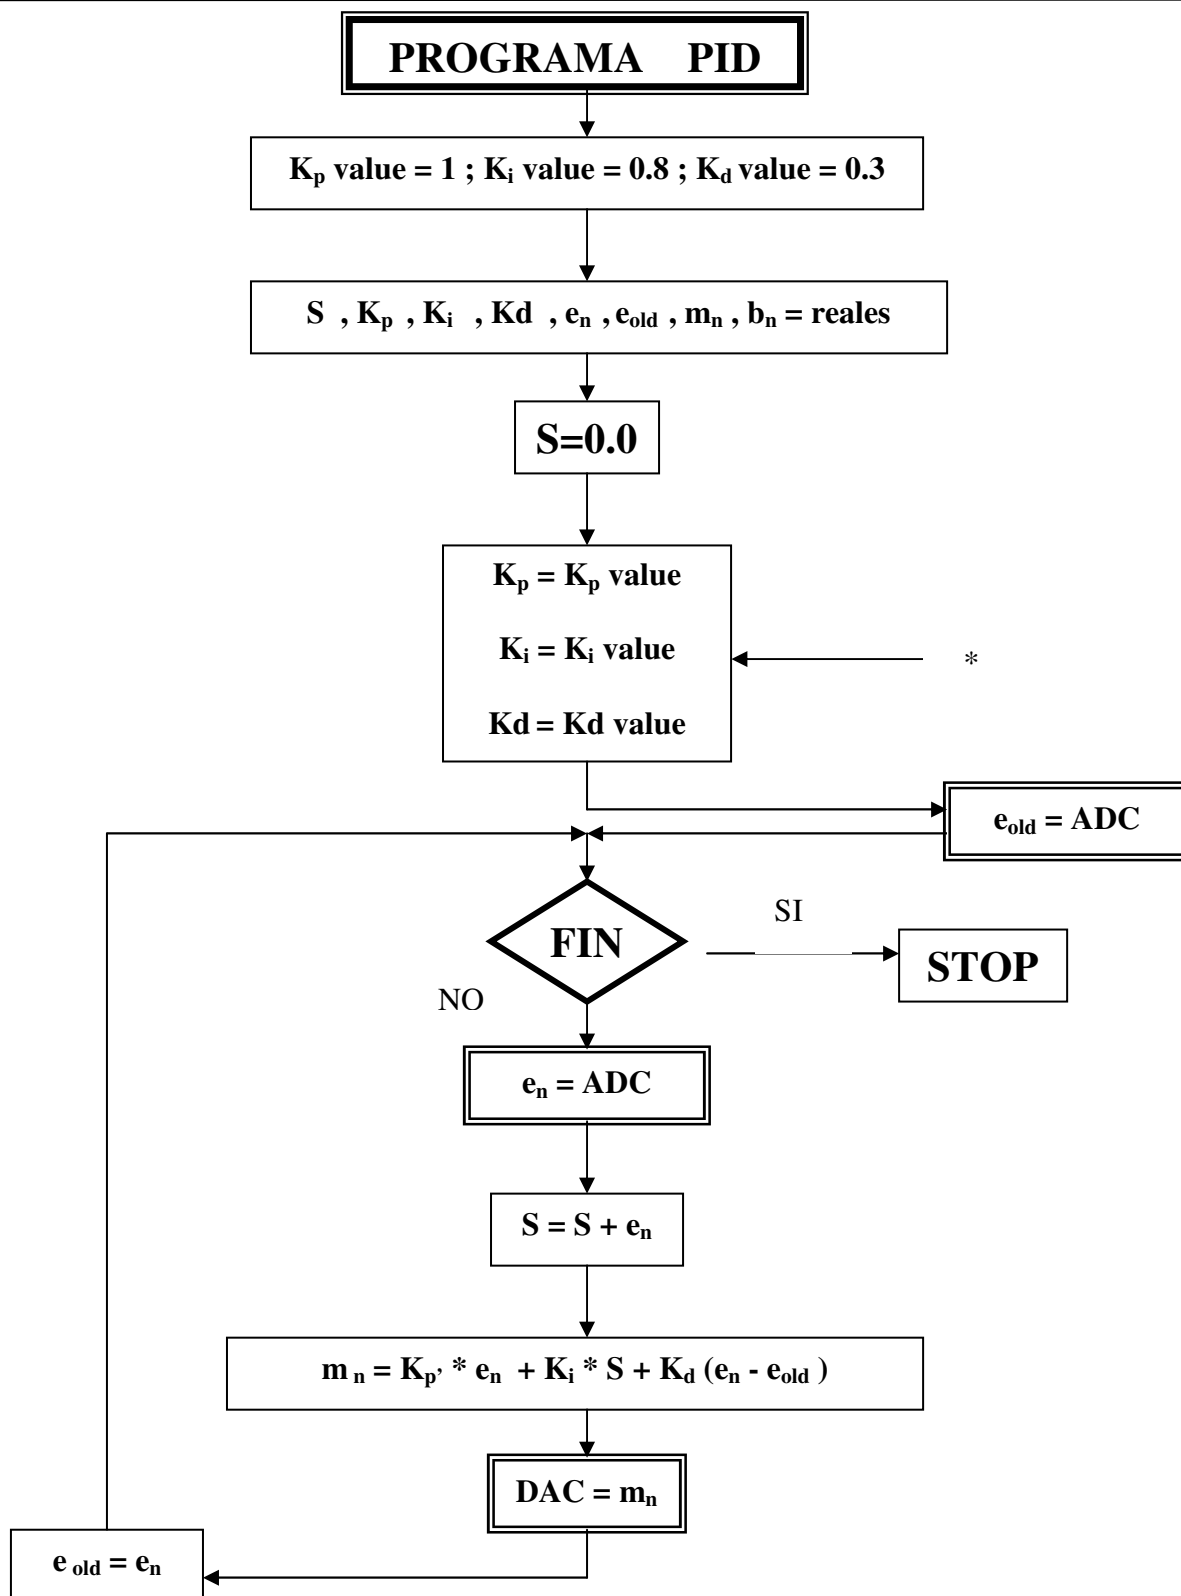 PROGRAMA PID
Kp value = 1 ; Ki value = 0.8 ; Kd value = 0.3
S , Kp , Ki , Kd , en , eold , mn , bn = reales
S=0.0
Kp = Kp value
Ki = Ki value
*
Kd = Kd value
eold = ADC
SI
FIN
STOP
NO
en = ADC
S = S + en
m n = Kp, * en + Ki * S + Kd (en - eold )
DAC = mn
e old = en